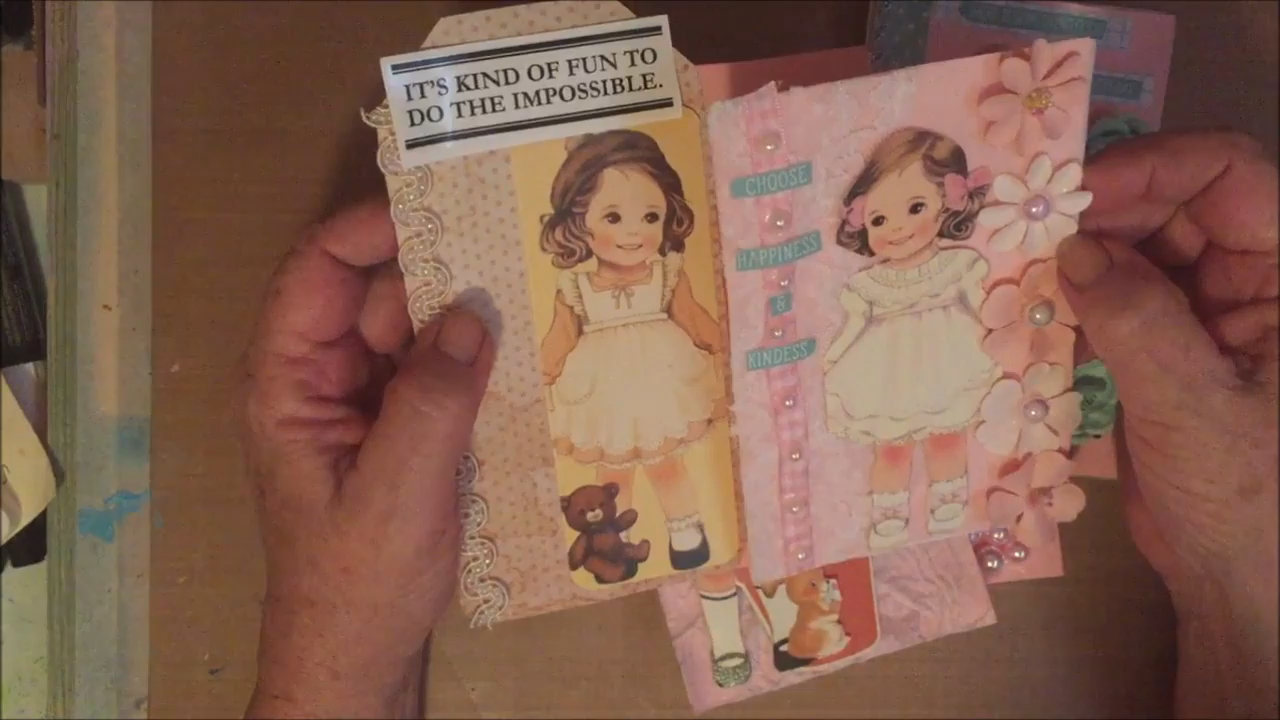 IT'S KIND OF FUN TO
DO THE IMPOSSIBLE.
CHOOSE
HAPPINESS
&
KINDESS